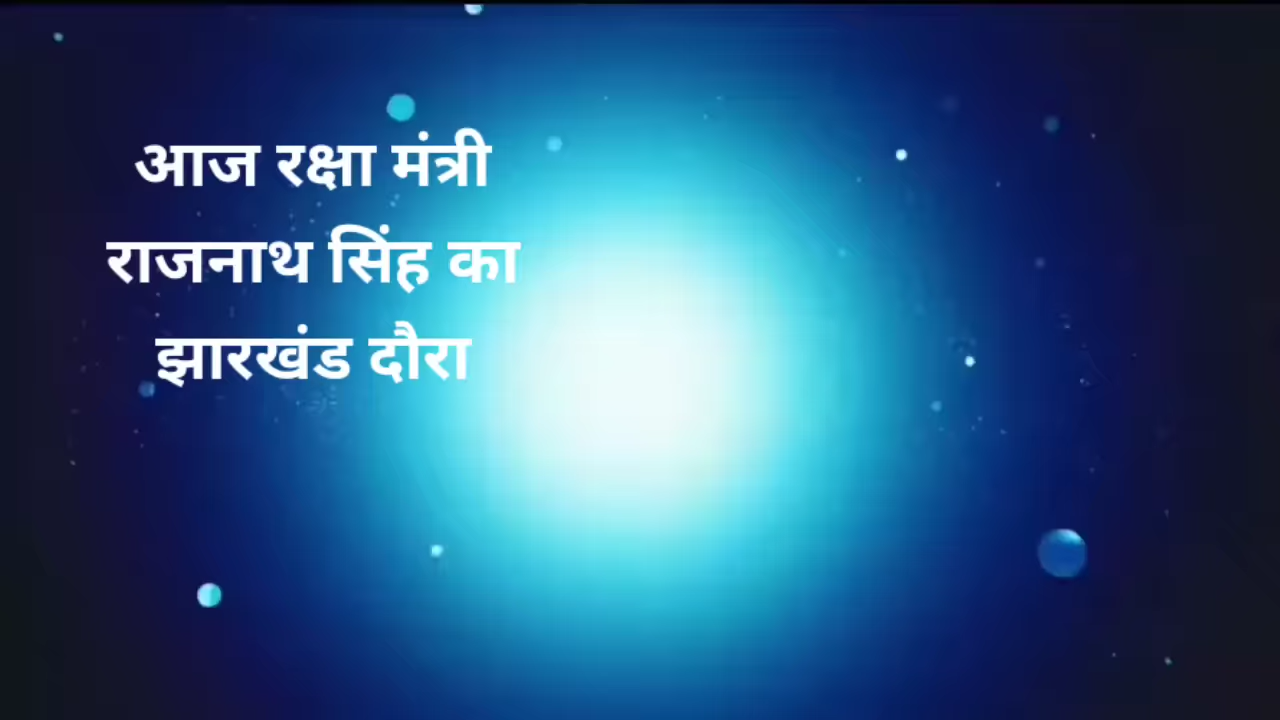 आज रक्षा मंत्री
राजनाथ सिंह का
झारखंड दौरा